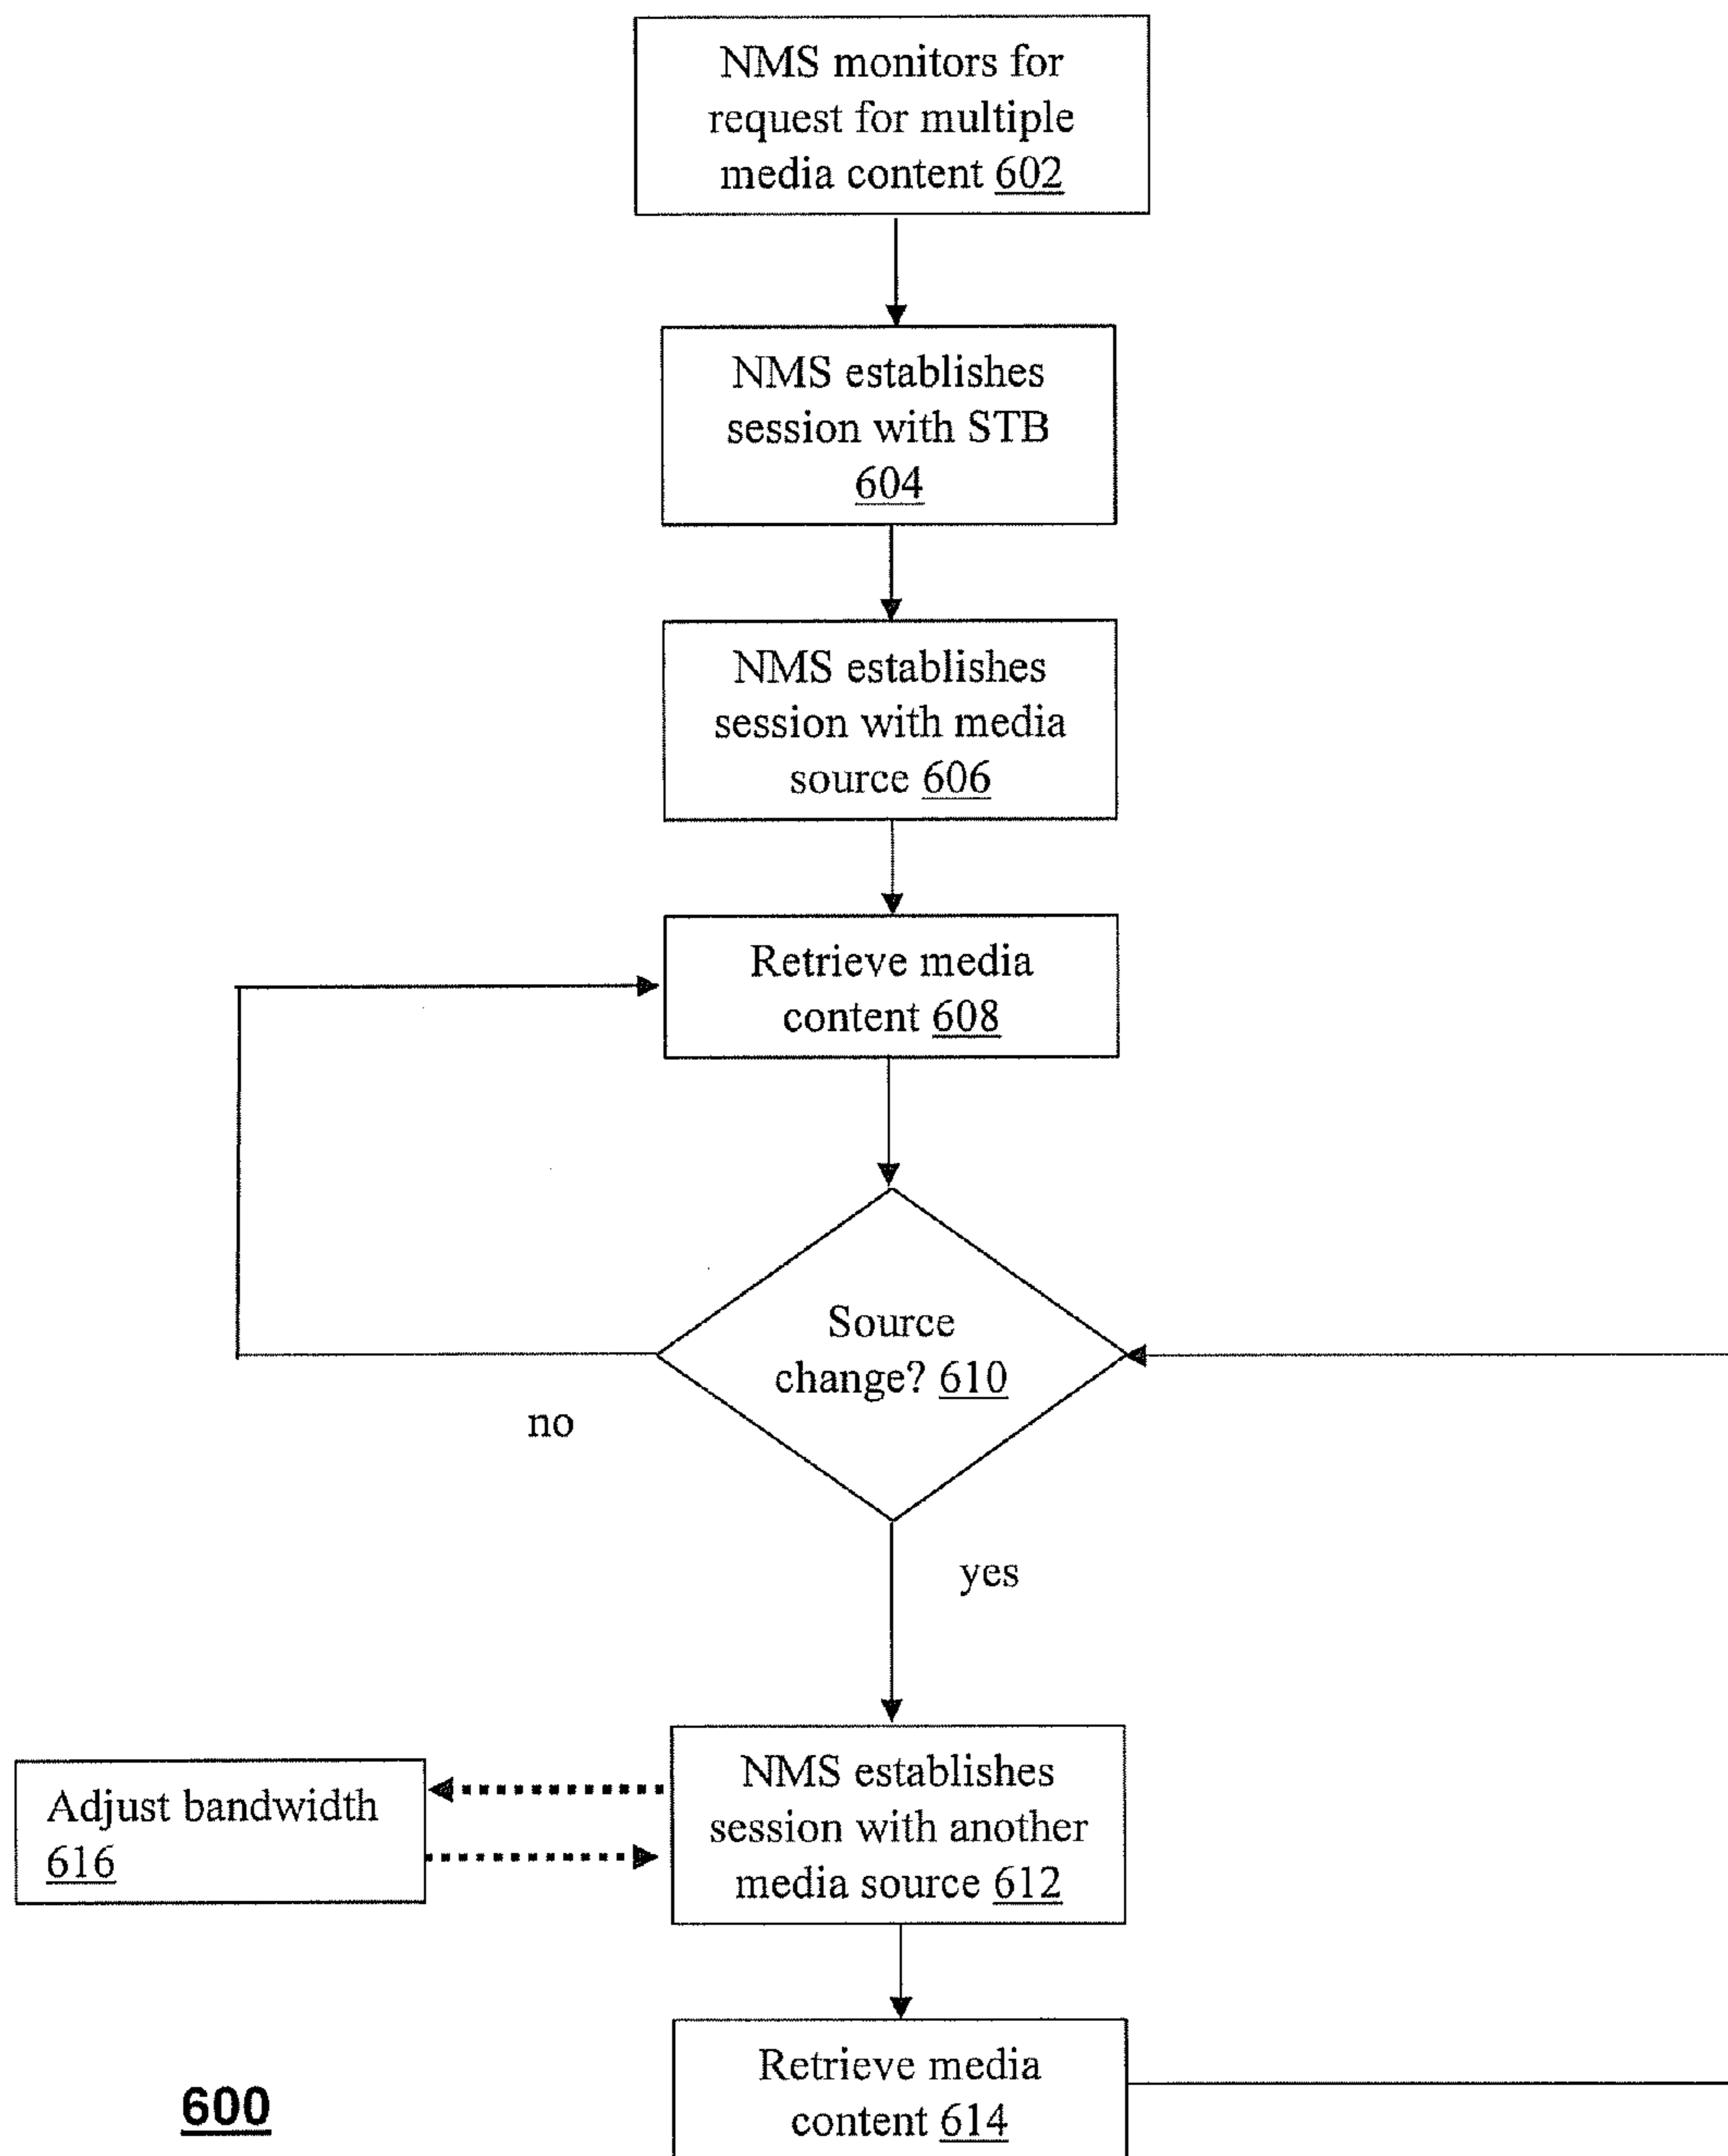 NMS monitors for
request for multiple
media content 602
NMS establishes
session with STB
604
NMS establishes
session with media
source 606
Retrieve media
content 608
Source
change? 610
no
yes
Adjust bandwidth
616
NMS establishes
session with another
media source 612
Retrieve media
content 614
600